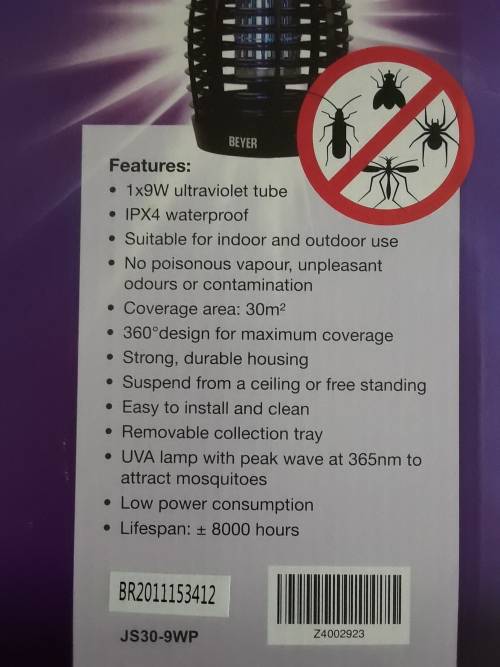 BEYER
Features:
• 1x9W ultraviolet tube
• IPX4 waterproof
• Suitable for indoor and outdoor use
• No poisonous vapour, unpleasant
odours or contamination
• Coverage area: 30m²
• 360°design for maximum coverage
• Strong, durable housing
• Suspend from a ceiling or free standing
• Easy to install and clean
• Removable collection tray
• UVA lamp with peak wave at 365nm to
attract mosquitoes
• Low power consumption
• Lifespan: ± 8000 hours
BR2011153412
JS30-9WP
Z4002923